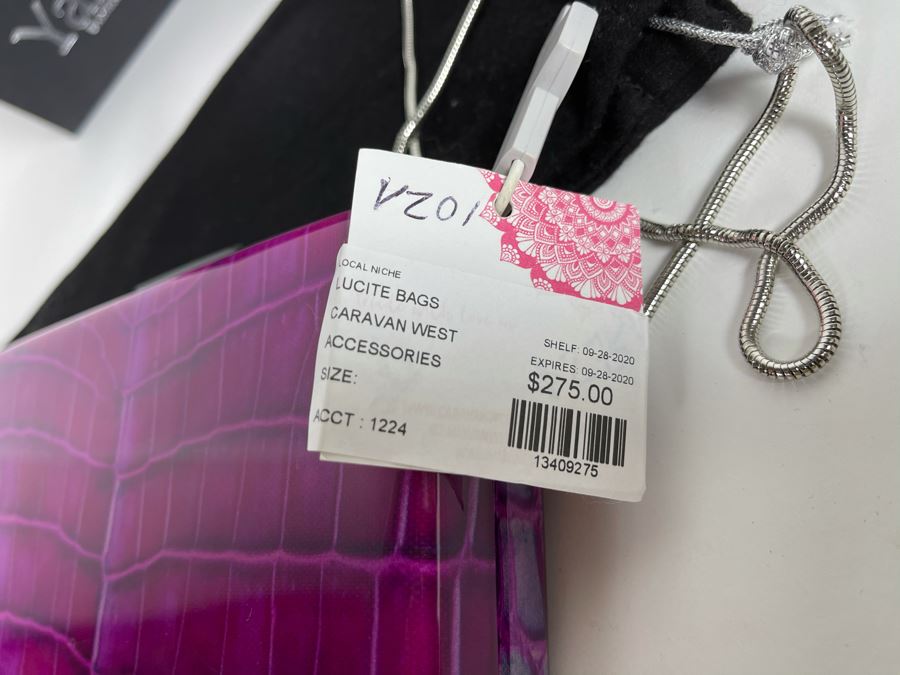 LOCAL NICHE
LUCITE BAGS
CARAVAN WEST
ACCESSORIES
SIZE:
ACCT : 1224
SHELF: 09-28-2020
EXPIRES: 09-28-2020
$275.00
13409275